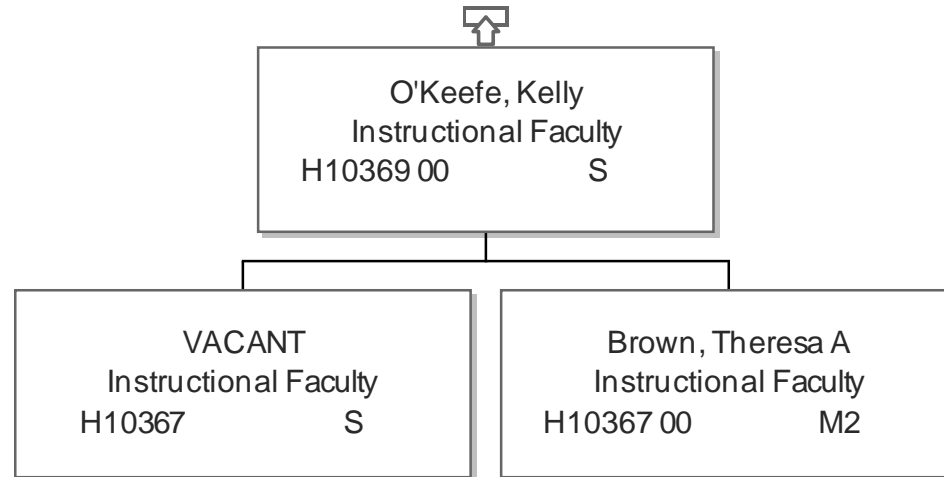 O'Keefe, Kelly
Instructional Faculty
H10369 00 S
VACANT
Instructional Faculty
H10367 S
Brown, Theresa A
Instructional Faculty
H10367 00 M2